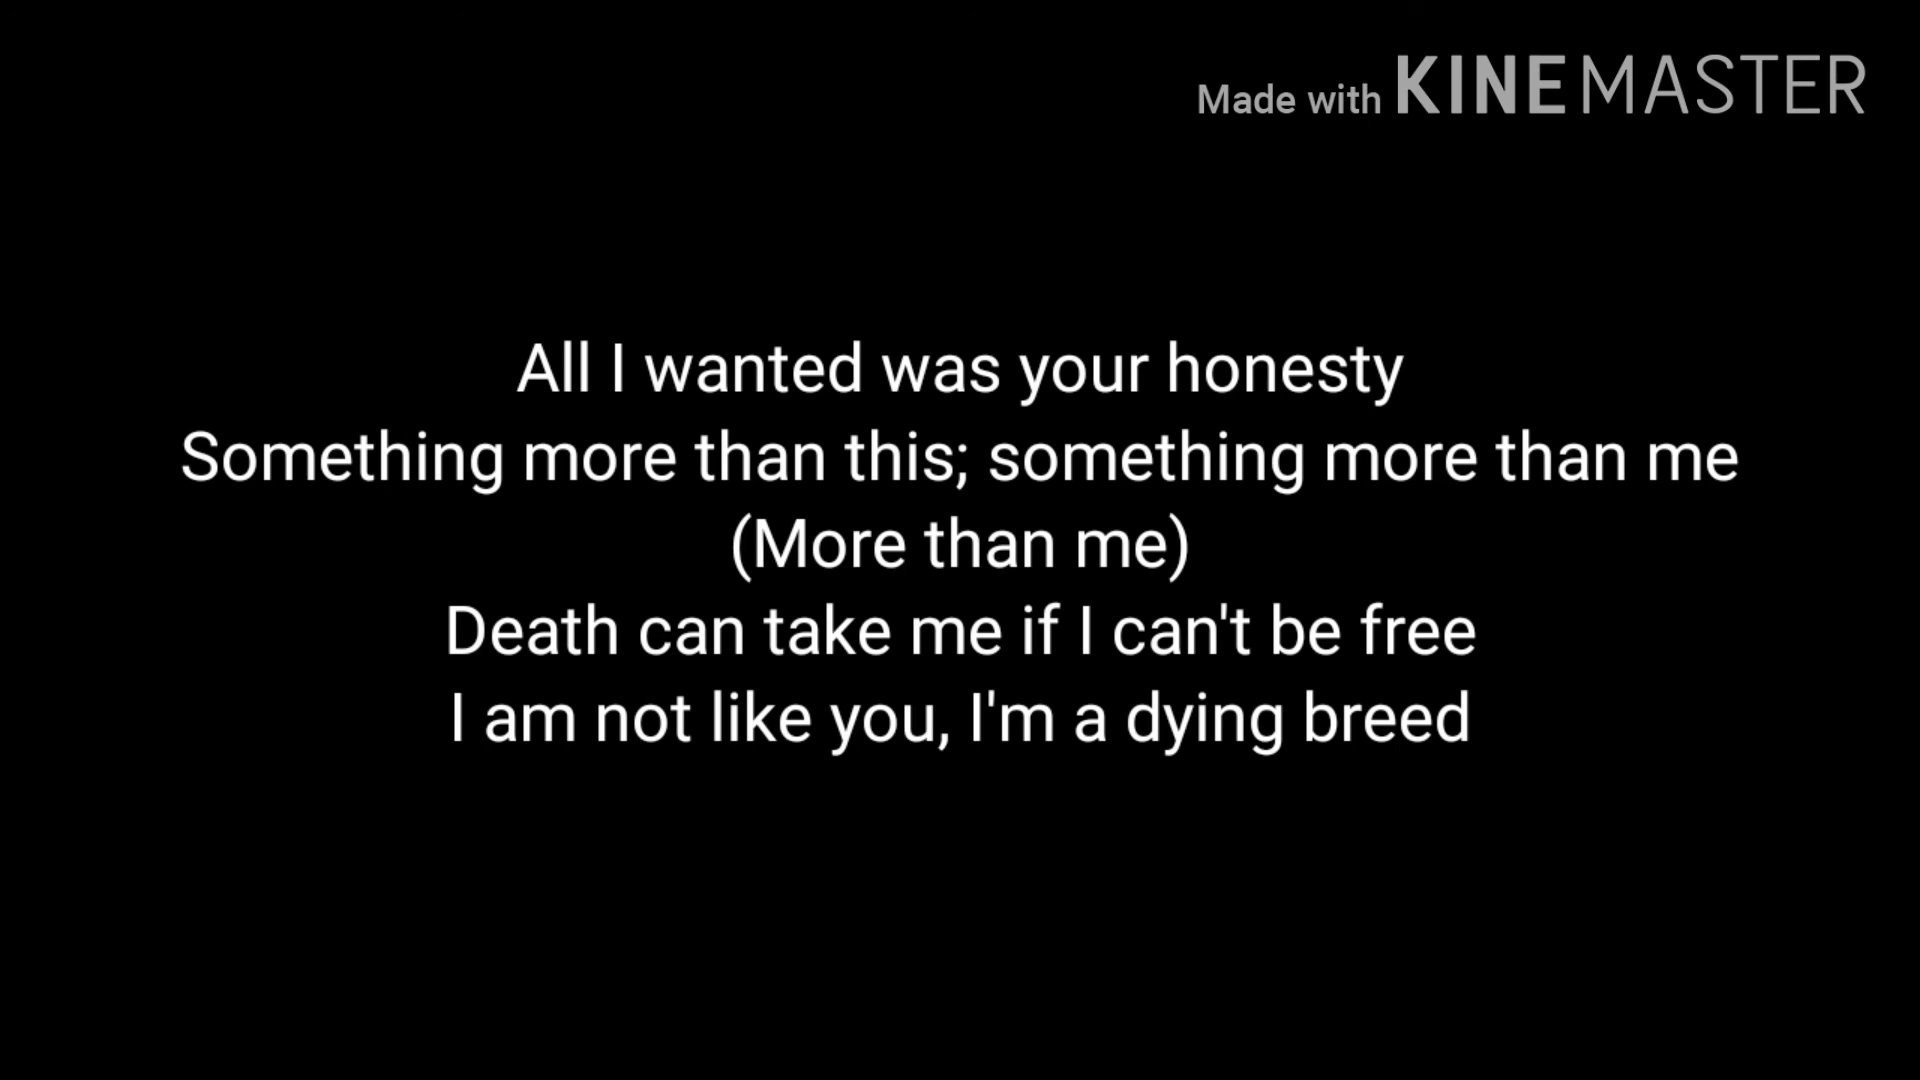 Made with KINEMASTER
All I wanted was your honesty
Something more than this; something more than me
(More than me)
Death can take me if I can't be free
I am not like you, I'm a dying breed